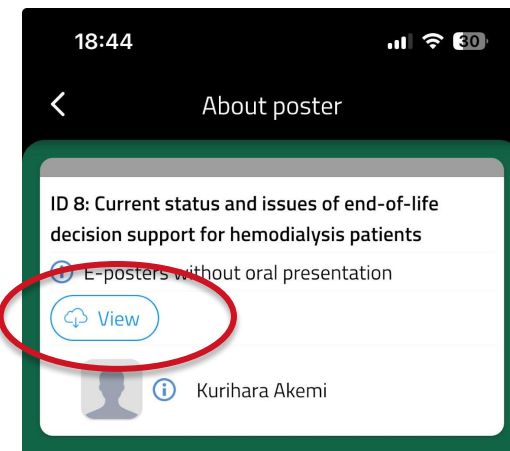 18:44
30
About poster
ID 8: Current status and issues of end-of-life
decision support for hemodialysis patients
E-posters without oral presentation
View
Kurihara Akemi